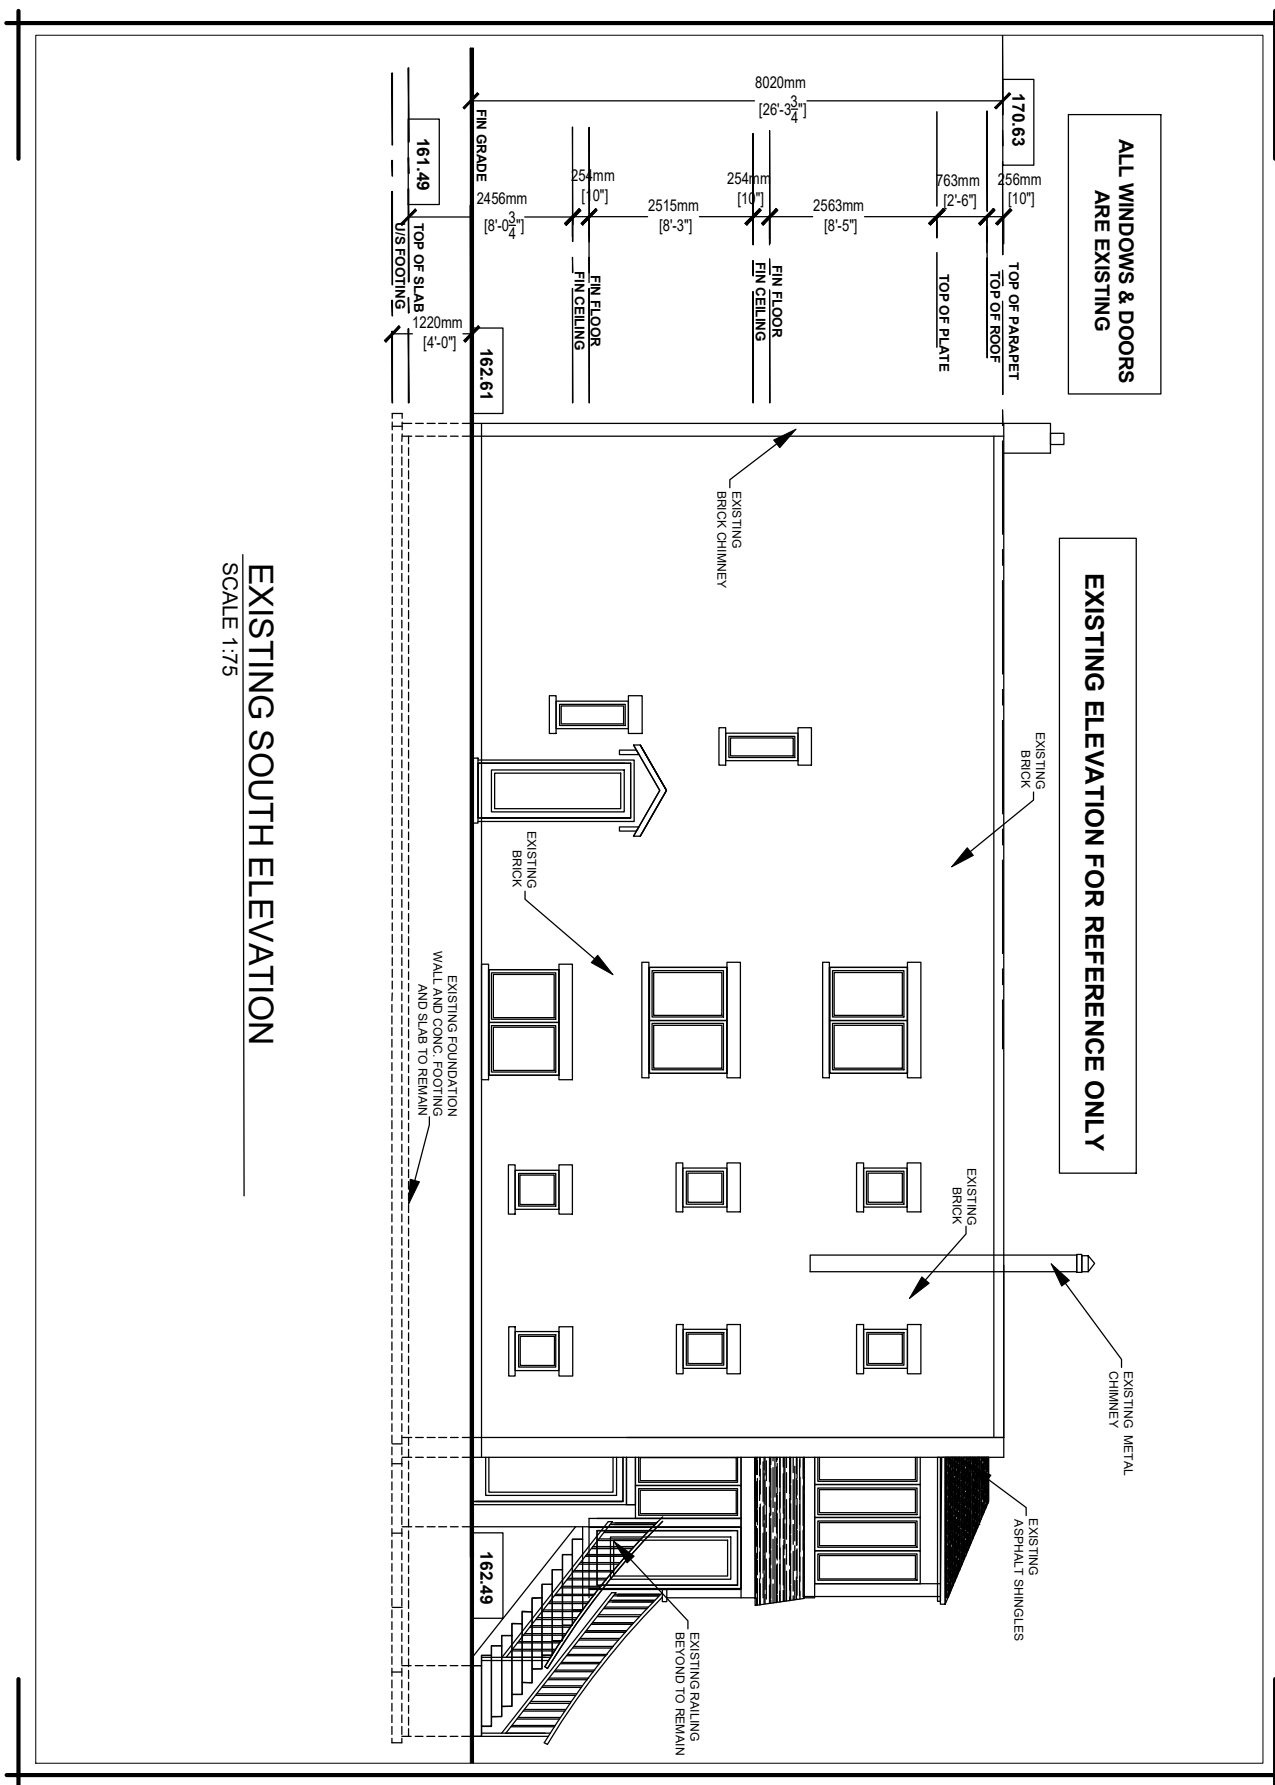 ALL WINDOWS & DOORS
ARE EXISTING
EXISTING ELEVATION FOR REFERENCE ONLY
170.63
8020mm
[26'-3 3/4"]
256mm
[10"]
763mm
[2'-6"]
2563mm
[8'-5"]
254mm
[10"]
2515mm
[8'-3"]
254mm
[10"]
2456mm
[8'-0 3/4"]
1220mm
[4'-0"]
TOP OF PARAPET
TOP OF ROOF
TOP OF PLATE
FIN FLOOR
FIN CEILING
FIN FLOOR
FIN CEILING
FIN GRADE
161.49
TOP OF SLAB
U/S FOOTING
162.61
EXISTING
BRICK CHIMNEY
EXISTING
BRICK
EXISTING
BRICK
EXISTING
BRICK
EXISTING METAL
CHIMNEY
EXISTING
ASPHALT SHINGLES
EXISTING RAILING
BEYOND TO REMAIN
162.49
EXISTING FOUNDATION
WALL AND CONC. FOOTING
AND SLAB TO REMAIN
EXISTING SOUTH ELEVATION
SCALE 1:75